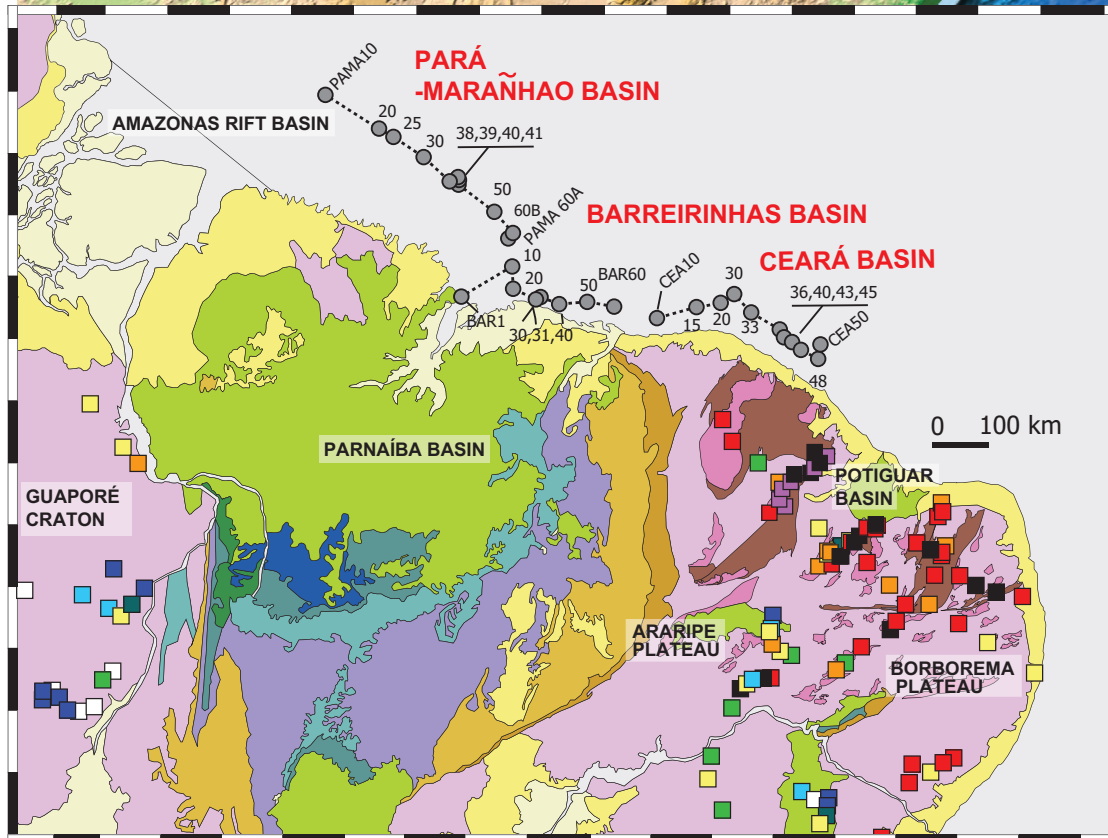 PAMA10
PARÁ
-MARAÑHAO BASIN
AMAZONAS RIFT BASIN
20
25
30
38,39,40,41
50
60B
PAMA 60A
BARREIRINHAS BASIN
10
20
50
BAR60
CEA10
30
CEARÁ BASIN
36,40,43,45
BAR1
30,31,40
15
20
33
CEA50
48
0 100 km
PARNAÍBA BASIN
POTIGUAR
BASIN
GUAPORÉ
CRATON
ARARIPE
PLATEAU
BORBOREMA
PLATEAU